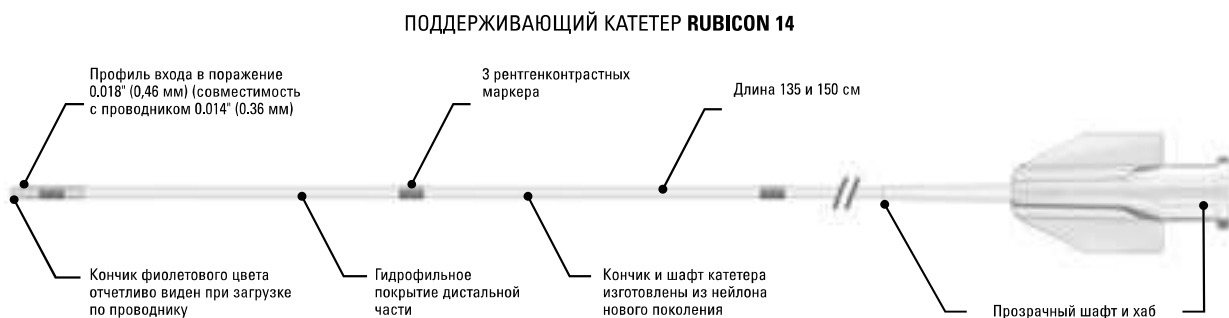 ПОДДЕРЖИВАЮЩИЙ КАТЕТЕР RUBICON 14
Профиль входа в поражение
0.018" (0,46 мм) (совместимость
с проводником 0.014" (0.36 мм)
3 рентгенконтрастных
маркера
Длина 135 и 150 см
Кончик фиолетового цвета
отчетливо виден при загрузке
по проводнику
Гидрофильное
покрытие дистальной
части
Кончик и шафт катетера
изготовлены из нейлона
нового поколения
Прозрачный шафт и хаб